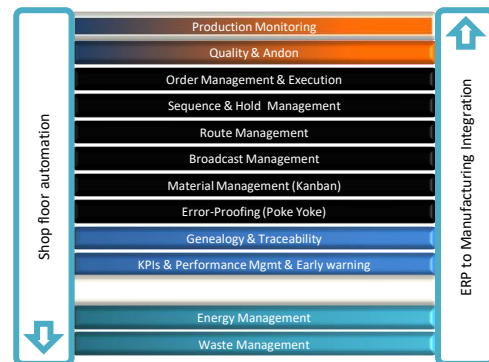 Production Monitoring
Quality & Andon
Order Management & Execution
Sequence & Hold  Management
Route Management
Broadcast Management
Material Management (Kanban)
Error-Proofing (Poke Yoke)
Genealogy & Traceability
KPIs & Performance Mgmt & Early warning
Energy Management
Waste Management
Shop floor automation
ERP to Manufacturing Integration